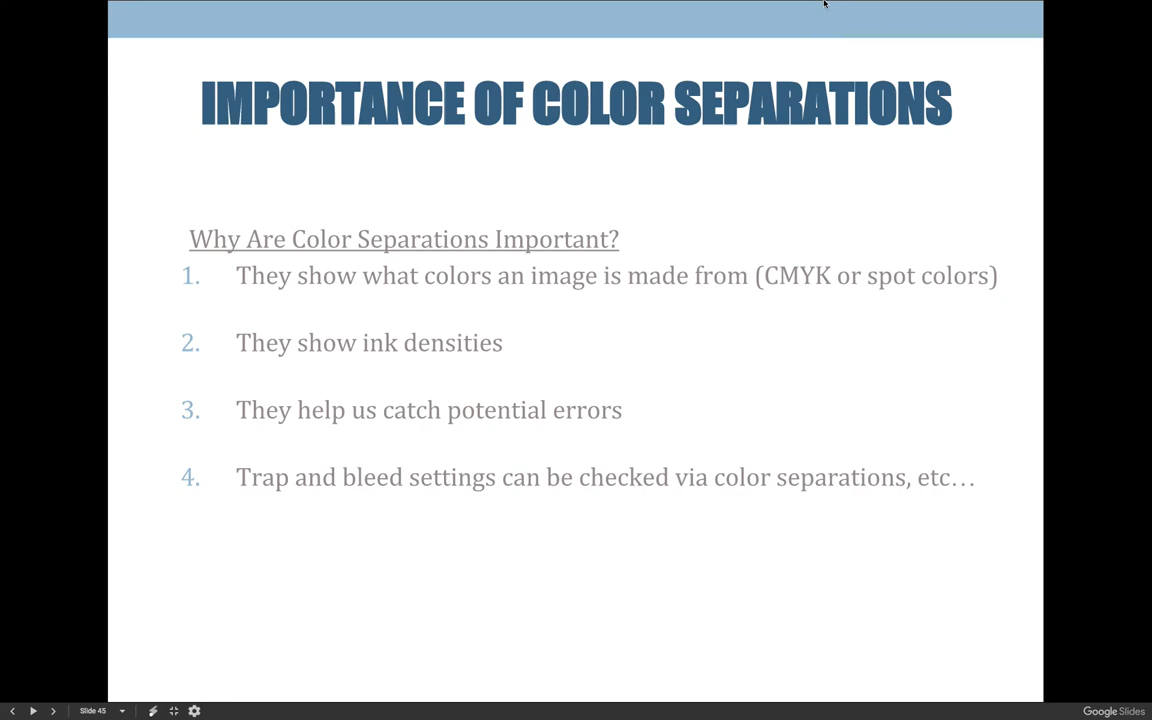 IMPORTANCE OF COLOR SEPARATIONS
Why Are Color Separations Important?
1. They show what colors an image is made from (CMYK or spot colors)
2. They show ink densities
3. They help us catch potential errors
4. Trap and bleed settings can be checked via color separations, etc…
Slide 45
Google Slides